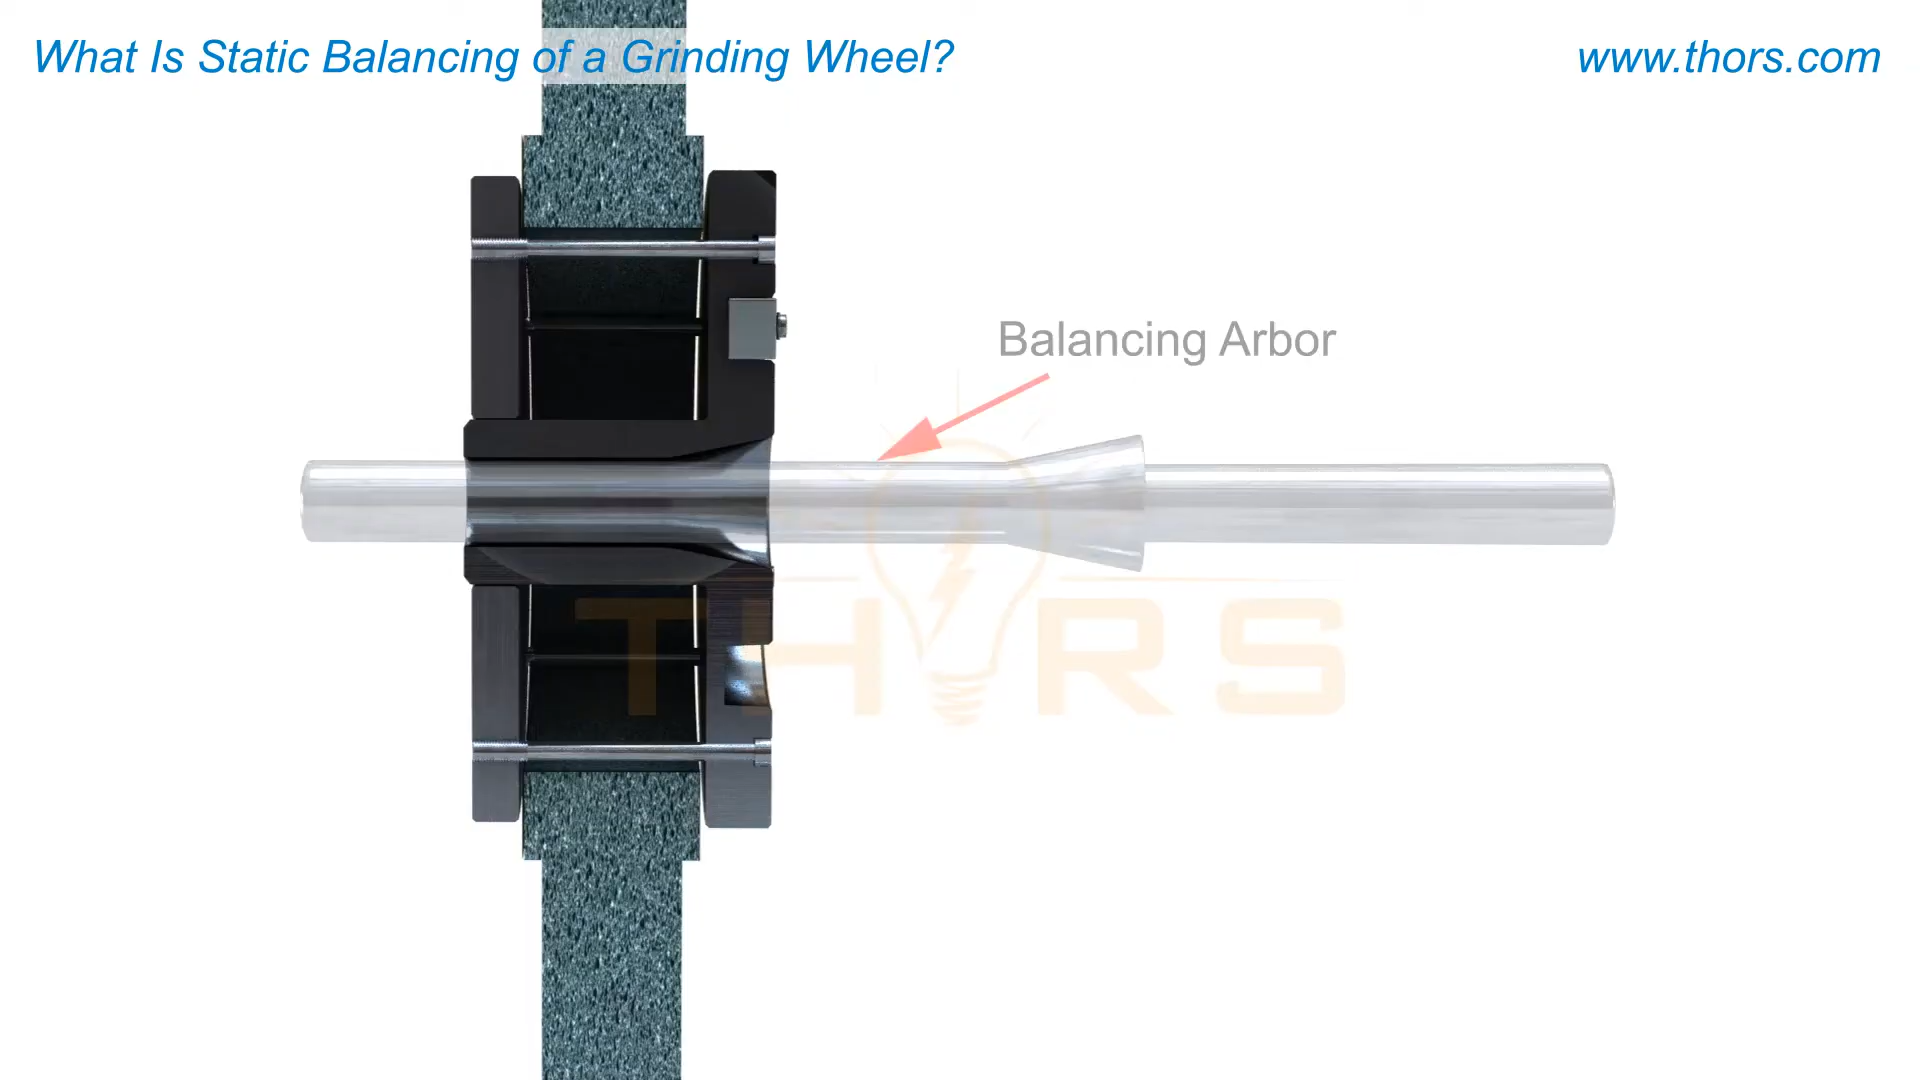 What Is Static Balancing of a Grinding Wheel?
www.thors.com
Balancing Arbor
THORS